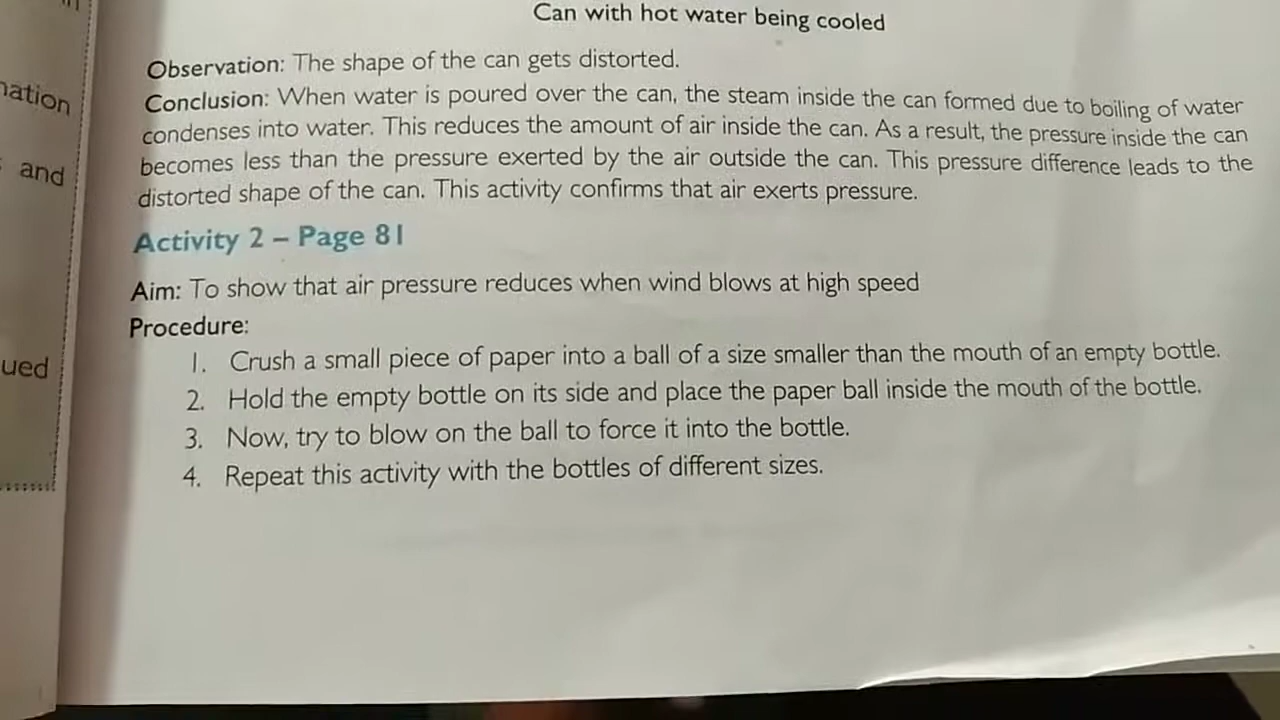 Can with hot water being cooled
Observation: The shape of the can gets distorted.
Conclusion: When water is poured over the can, the steam inside the can formed due to boiling of water
condenses into water. This reduces the amount of air inside the can. As a result, the pressure inside the can
becomes less than the pressure exerted by the air outside the can. This pressure difference leads to the
distorted shape of the can. This activity confirms that air exerts pressure.
Activity 2 – Page 81
Aim: To show that air pressure reduces when wind blows at high speed
Procedure:
1. Crush a small piece of paper into a ball of a size smaller than the mouth of an empty bottle.
2. Hold the empty bottle on its side and place the paper ball inside the mouth of the bottle.
3. Now, try to blow on the ball to force it into the bottle.
4. Repeat this activity with the bottles of different sizes.
and